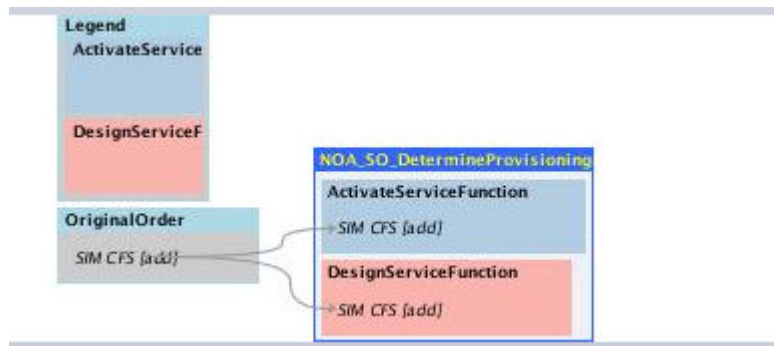 Legend
ActivateService
DesignServiceF
NOA_SO_DetermineProvisioning
ActivateServiceFunction
SIM CFS [add]
OriginalOrder
SIM CFS [add]
DesignServiceFunction
SIM CFS [add]